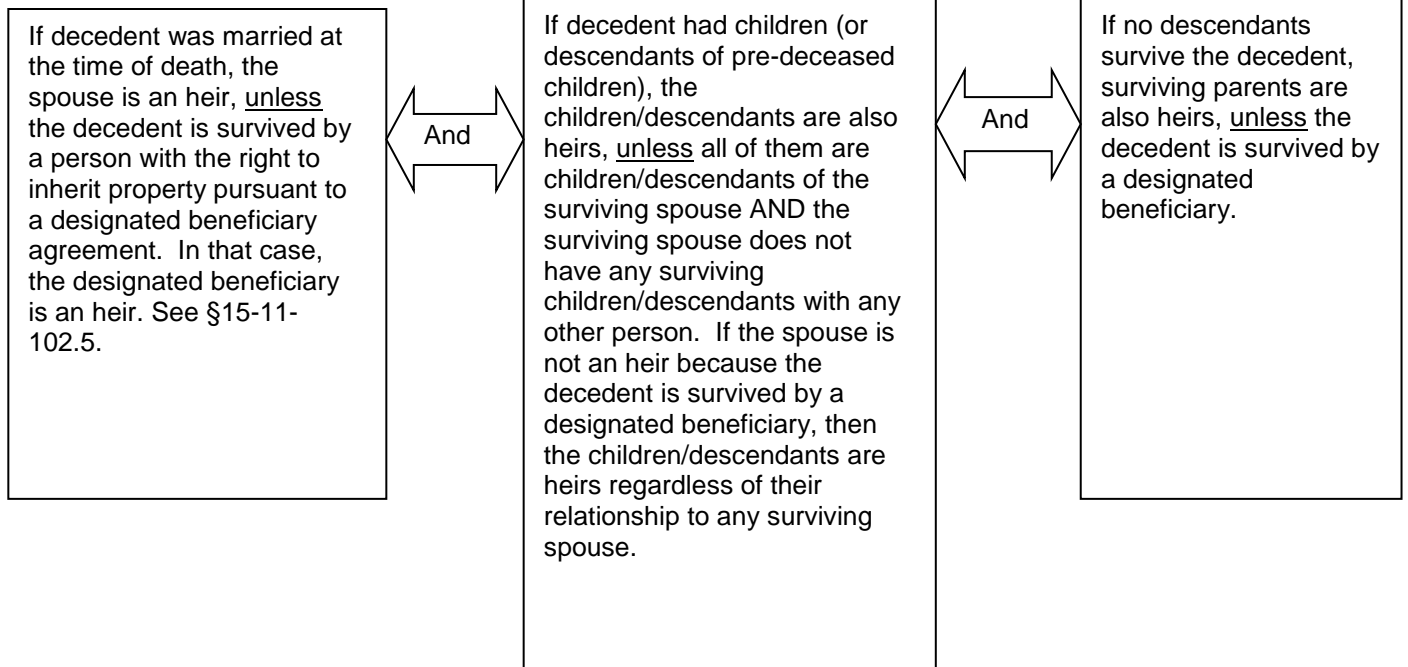 If decedent was married at
the time of death, the
spouse is an heir, unless
the decedent is survived by
a person with the right to
inherit property pursuant to
a designated beneficiary
agreement.  In that case,
the designated beneficiary
is an heir. See §15-11-
102.5.
And
If decedent had children (or
descendants of pre-deceased
children), the
children/descendants are also
heirs, unless all of them are
children/descendants of the
surviving spouse AND the
surviving spouse does not
have any surviving
children/descendants with any
other person.  If the spouse is
not an heir because the
decedent is survived by a
designated beneficiary, then
the children/descendants are
heirs regardless of their
relationship to any surviving
spouse.
And
If no descendants
survive the decedent,
surviving parents are
also heirs, unless the
decedent is survived by
a designated
beneficiary.